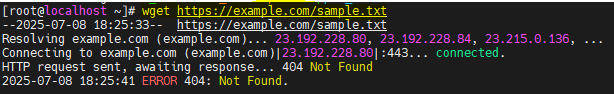 [root@localhost ~]# wget https://example.com/sample.txt
--2025-07-08 18:25:33--  https://example.com/sample.txt
Resolving example.com (example.com)... 23.192.228.80, 23.192.228.84, 23.215.0.136, ...
Connecting to example.com (example.com)|23.192.228.80|:443... connected.
HTTP request sent, awaiting response... 404 Not Found
2025-07-08 18:25:41 ERROR 404: Not Found.